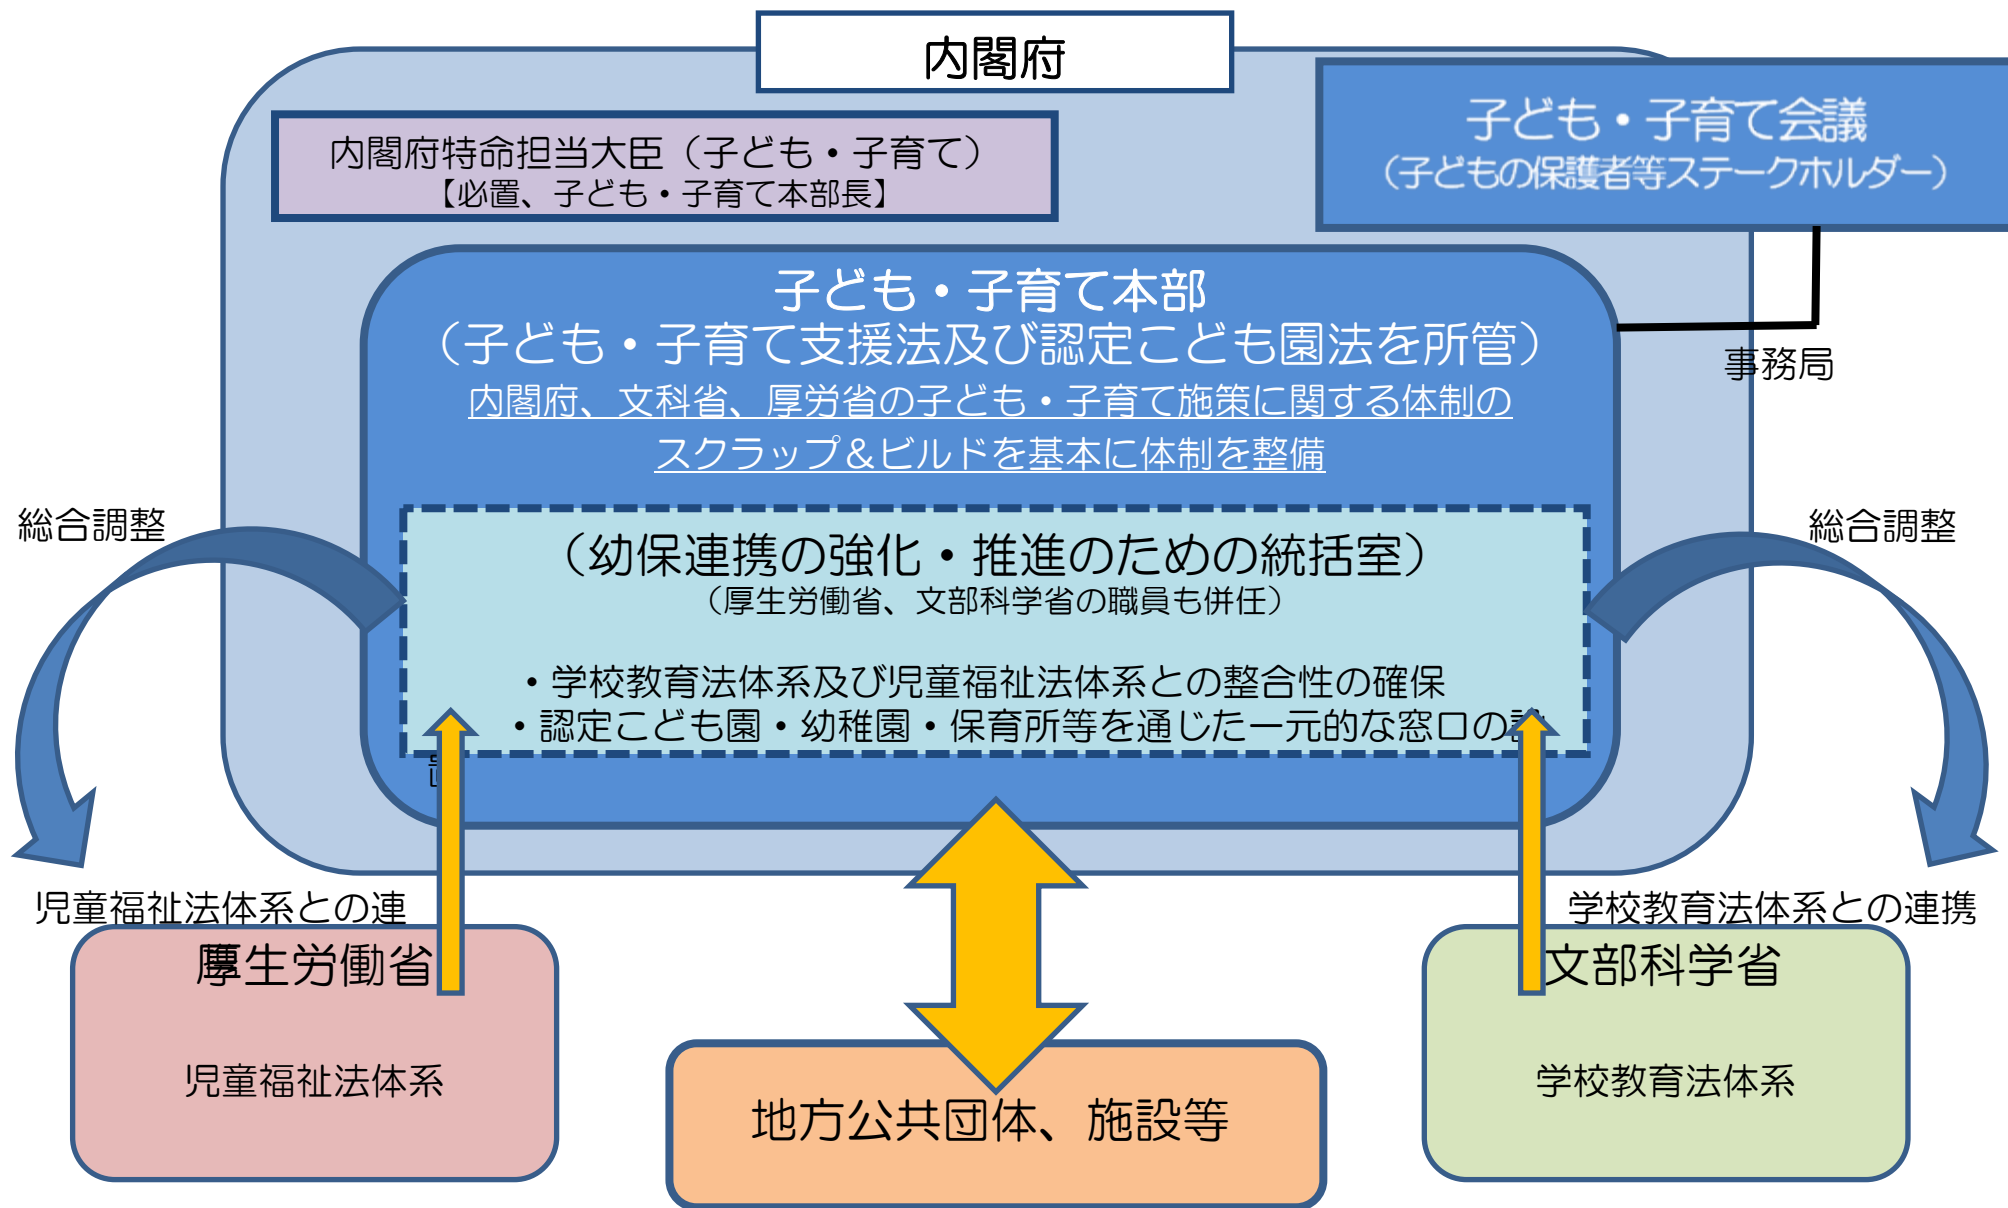 内閣府
内閣府特命担当大臣（子ども・子育て）
【必置、子ども・子育て本部長】
子ども・子育て会議
（子どもの保護者等ステークホルダー）
子ども・子育て本部
（子ども・子育て支援法及び認定こども園法を所管）
内閣府、文科省、厚労省の子ども・子育て施策に関する体制の
スクラップ＆ビルドを基本に体制を整備
事務局
総合調整
総合調整
（幼保連携の強化・推進のための統括室）
（厚生労働省、文部科学省の職員も併任）
・学校教育法体系及び児童福祉法体系との整合性の確保
・認定こども園・幼稚園・保育所等を通じた一元的な窓口の
児童福祉法体系との連
学校教育法体系との連携
厚生労働省
児童福祉法体系
文部科学省
学校教育法体系
地方公共団体、施設等